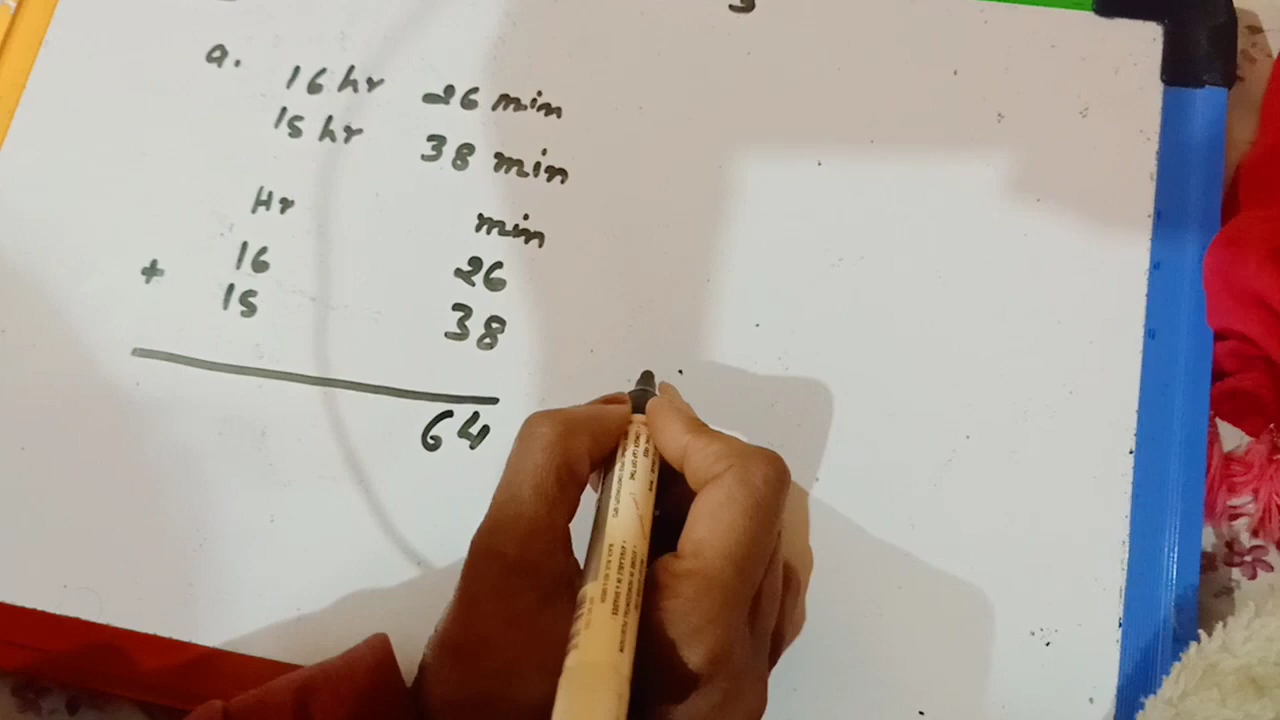 a. 16 hr 26 min
15 hr 38 min
Hr min
16 26
+ 15 38
64